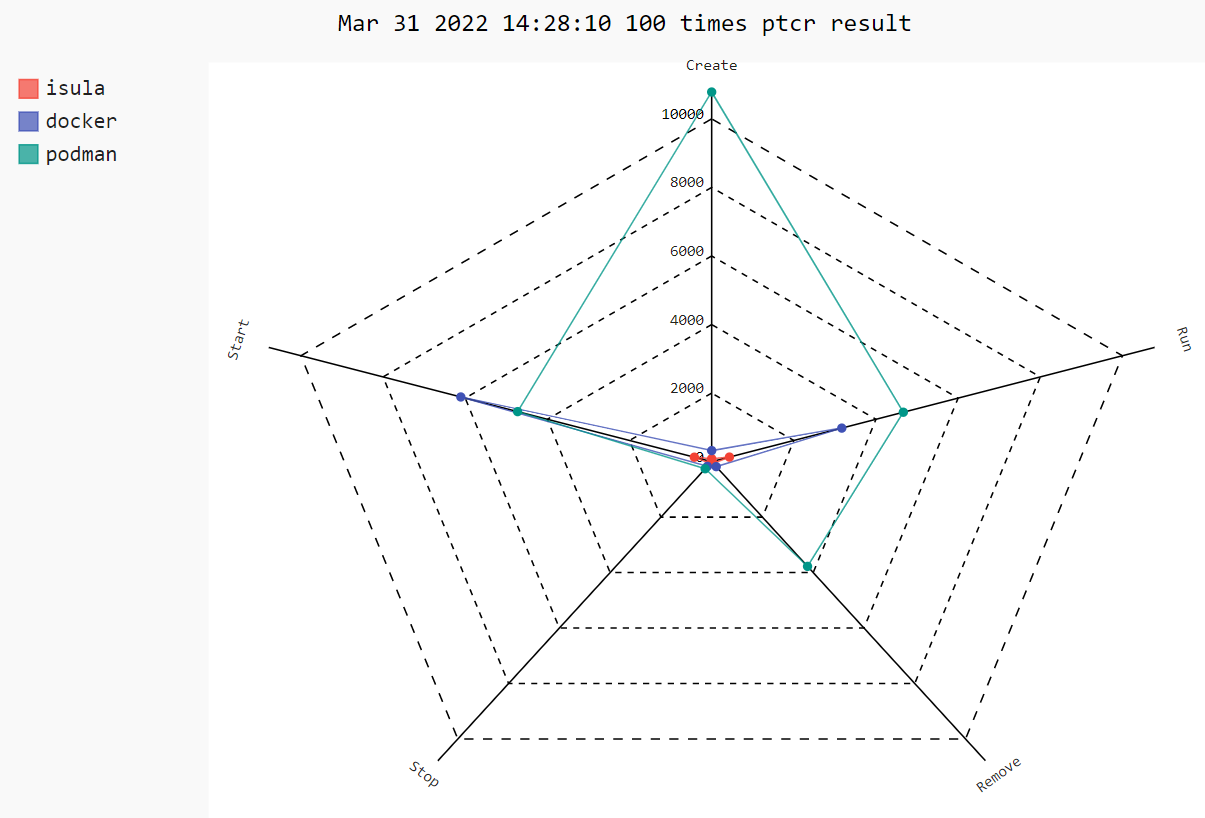 Mar 31 2022 14:28:10 100 times ptcr result
isula
docker
podman
Create
10000
8000
6000
4000
2000
0
Start
Run
Stop
Remove